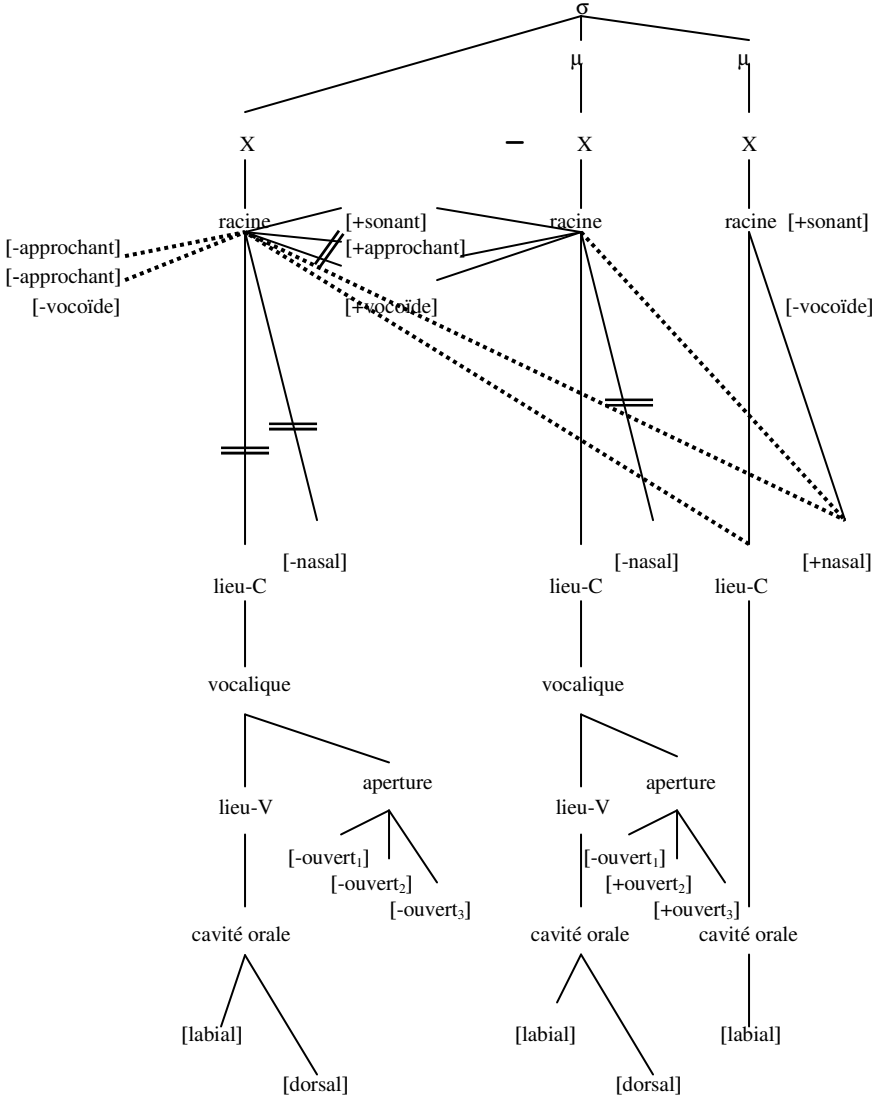 σ
μ μ
X – X X
racine [+sonant] racine racine [+sonant]
[-approchant] [+approchant]
[-approchant]
[-vocoïde] [+vocoïde] [-vocoïde]
[-nasal] [-nasal] [+nasal]
lieu-C lieu-C lieu-C
vocalique vocalique
aperture aperture
lieu-V lieu-V
[-ouvert₁] [-ouvert₁]
[-ouvert₂] [+ouvert₂]
[-ouvert₃] [+ouvert₃]
cavité orale cavité orale cavité orale
[labial] [labial] [labial]
[dorsal] [dorsal]